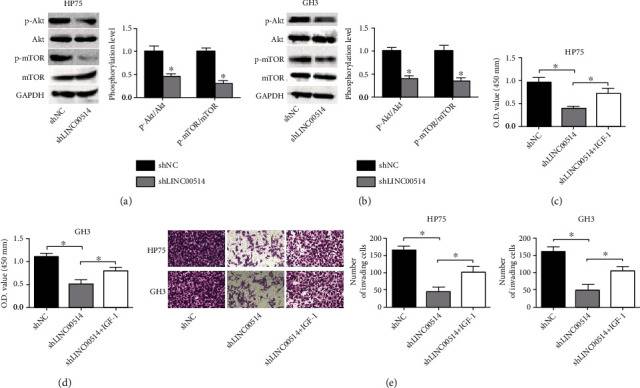 HP75
p-Akt
Akt
p-mTOR
mTOR
GAPDH
shNC
shLINC00514
Phosphorylation level
1.5
1.0
0.5
0.0
*
*
p-Akt/Akt
p-mTOR/mTOR
shNC
shLINC00514
(a)
GH3
p-Akt
Akt
p-mTOR
mTOR
GAPDH
shNC
shLINC00514
Phosphorylation level
1.5
1.0
0.5
0.0
*
*
p-Akt/Akt
p-mTOR/mTOR
shNC
shLINC00514
(b)
HP75
O.D. value (450 mm)
1.5
1.0
0.5
0.0
*
*
shNC
shLINC00514
shLINC00514+IGF-1
(c)
GH3
O.D. value (450 mm)
1.5
1.0
0.5
0.0
*
*
shNC
shLINC00514
shLINC00514+IGF-1
(d)
HP75
GH3
shNC
shLINC00514
shLINC00514+IGF-1
HP75
Number
of invading cells
200
150
100
50
0
*
*
shNC
shLINC00514
shLINC00514+IGF-1
GH3
Number
of invading cells
200
150
100
50
0
*
*
shNC
shLINC00514
shLINC00514+IGF-1
(e)